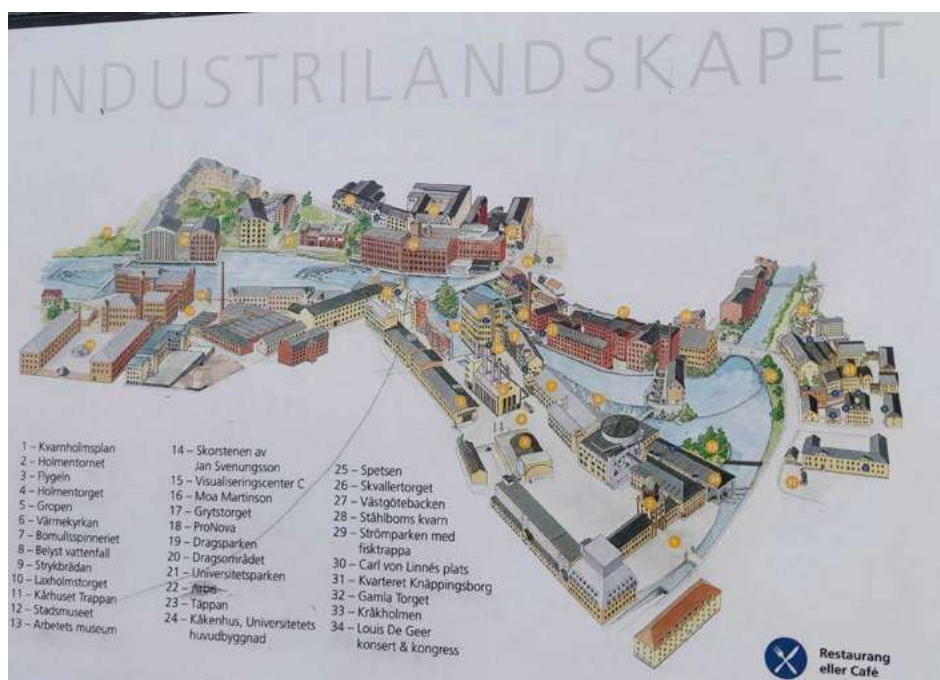 INDUSTRILANDSKAPET
1 – Kvarnholmsplan
2 – Holmentornet
3 – Flygeln
4 – Holmentorget
5 – Gropen
6 – Värmekyrkan
7 – Bomullsspinneriet
8 – Belyst vattenfall
9 – Strykbrädan
10 – Laxholmstorget
11 – Kårhuset Trappan
12 – Stadsmuseet
13 – Arbetets museum
14 – Skorstenen av
Jan Svenungsson
15 – Visualiseringscenter C
16 – Moa Martinson
17 – Grytstorget
18 – ProNova
19 – Dragsparken
20 – Dragsområdet
21 – Universitetsparken
22 – Arbis
23 – Täppan
24 – Kåkenhus, Universitetets
huvudbyggnad
25 – Spetsen
26 – Skvallertorget
27 – Västgötebacken
28 – Ståhlboms kvarn
29 – Strömparken med
fisktrappa
30 – Carl von Linnés plats
31 – Kvarteret Knäppingsborg
32 – Gamla Torget
33 – Kråkholmen
34 – Louis De Geer
konsert & kongress
Restaurang
eller Café